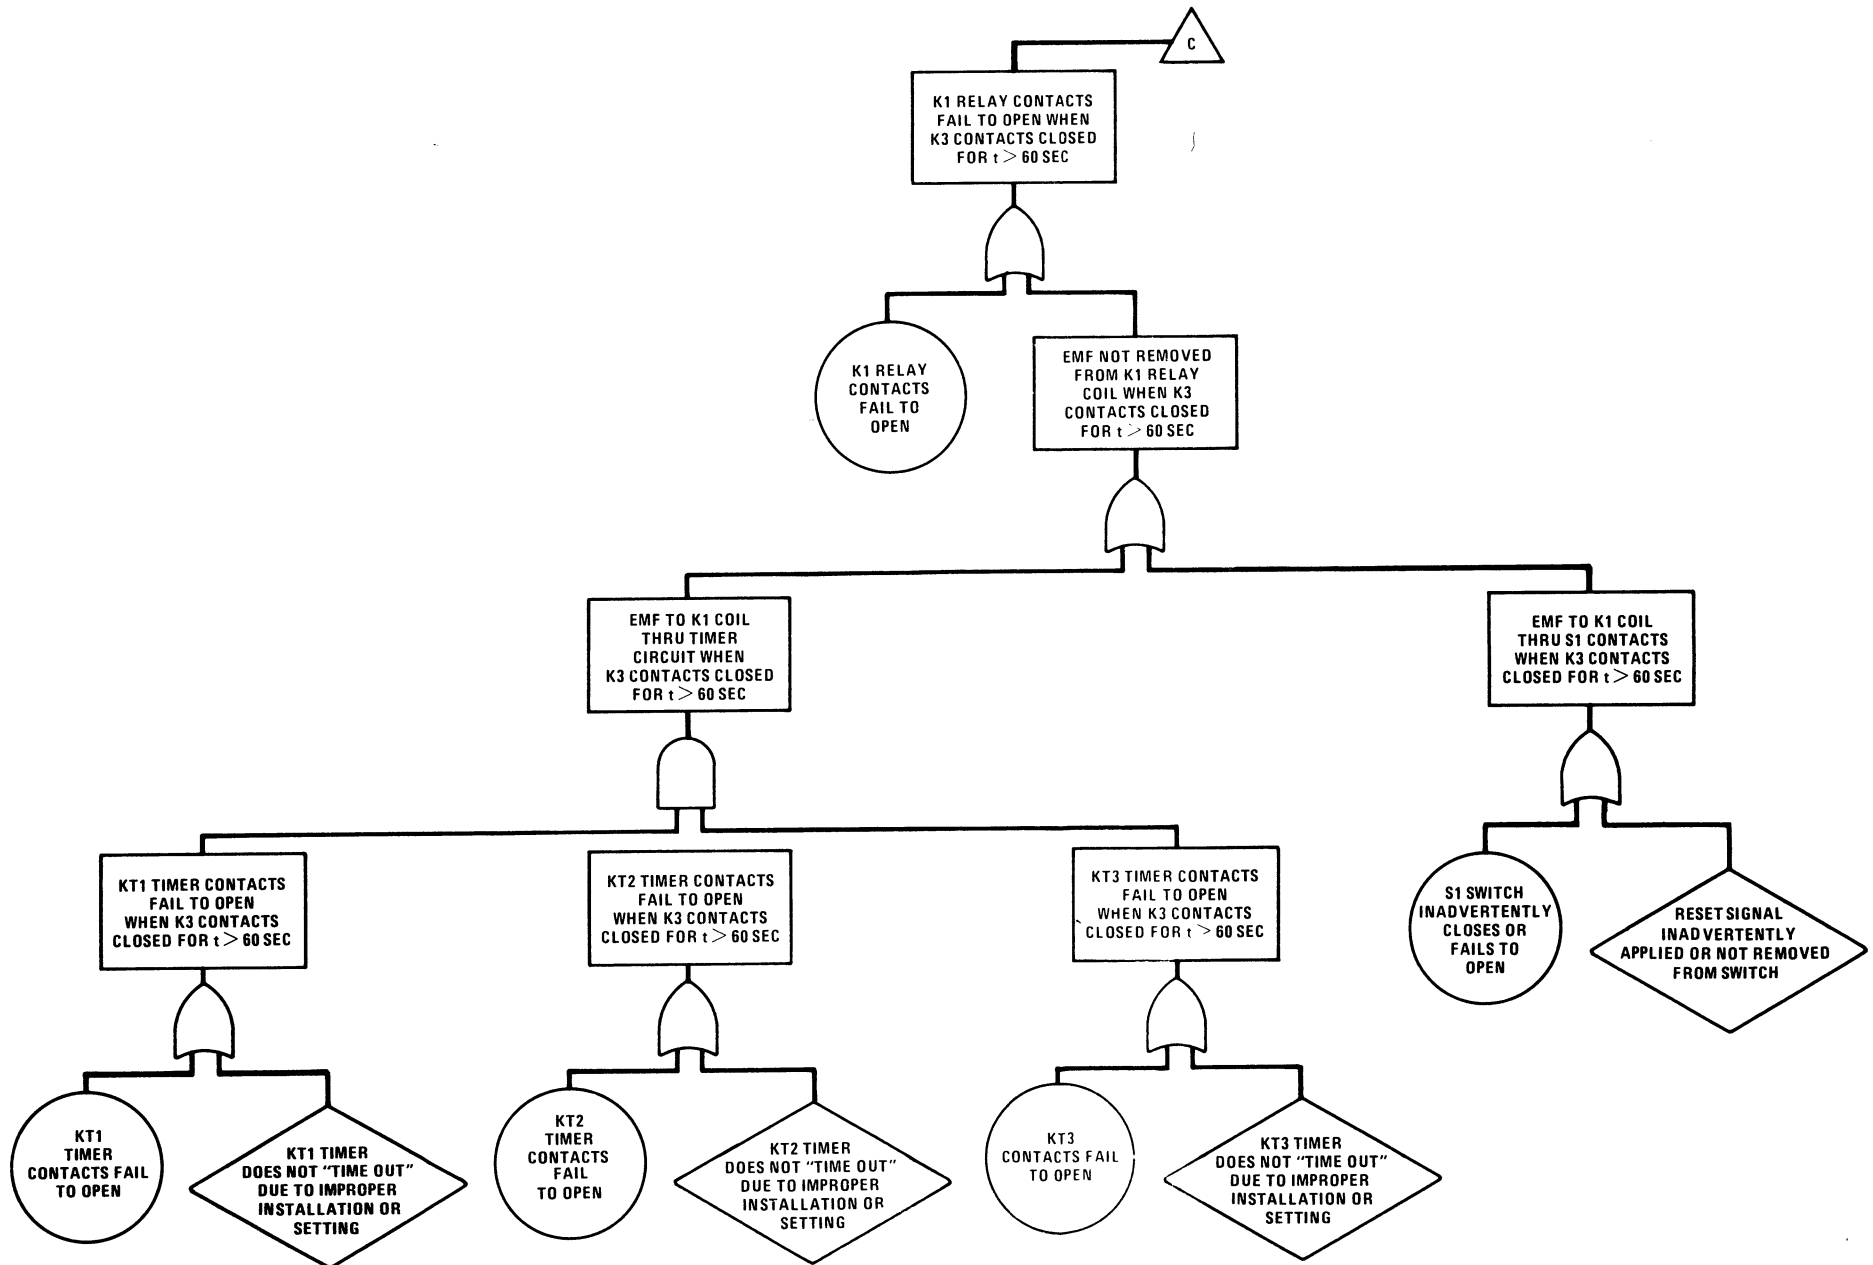 C
K1 RELAY CONTACTS
FAIL TO OPEN WHEN
K3 CONTACTS CLOSED
FOR t > 60 SEC
K1 RELAY
CONTACTS
FAIL TO
OPEN
EMF NOT REMOVED
FROM K1 RELAY
COIL WHEN K3
CONTACTS CLOSED
FOR t > 60 SEC
EMF TO K1 COIL
THRU TIMER
CIRCUIT WHEN
K3 CONTACTS CLOSED
FOR t > 60 SEC
EMF TO K1 COIL
THRU S1 CONTACTS
WHEN K3 CONTACTS
CLOSED FOR t > 60 SEC
KT1 TIMER CONTACTS
FAIL TO OPEN
WHEN K3 CONTACTS
CLOSED FOR t > 60 SEC
KT2 TIMER CONTACTS
FAIL TO OPEN
WHEN K3 CONTACTS
CLOSED FOR t > 60 SEC
KT3 TIMER CONTACTS
FAIL TO OPEN
WHEN K3 CONTACTS
CLOSED FOR t > 60 SEC
S1 SWITCH
INADVERTENTLY
CLOSES OR
FAILS TO
OPEN
RESET SIGNAL
INADVERTENTLY
APPLIED OR NOT REMOVED
FROM SWITCH
KT1
TIMER
CONTACTS FAIL
TO OPEN
KT1 TIMER
DOES NOT "TIME OUT"
DUE TO IMPROPER
INSTALLATION OR
SETTING
KT2
TIMER
CONTACTS
FAIL
TO OPEN
KT2 TIMER
DOES NOT "TIME OUT"
DUE TO IMPROPER
INSTALLATION OR
SETTING
KT3
CONTACTS FAIL
TO OPEN
KT3 TIMER
DOES NOT "TIME OUT"
DUE TO IMPROPER
INSTALLATION OR
SETTING